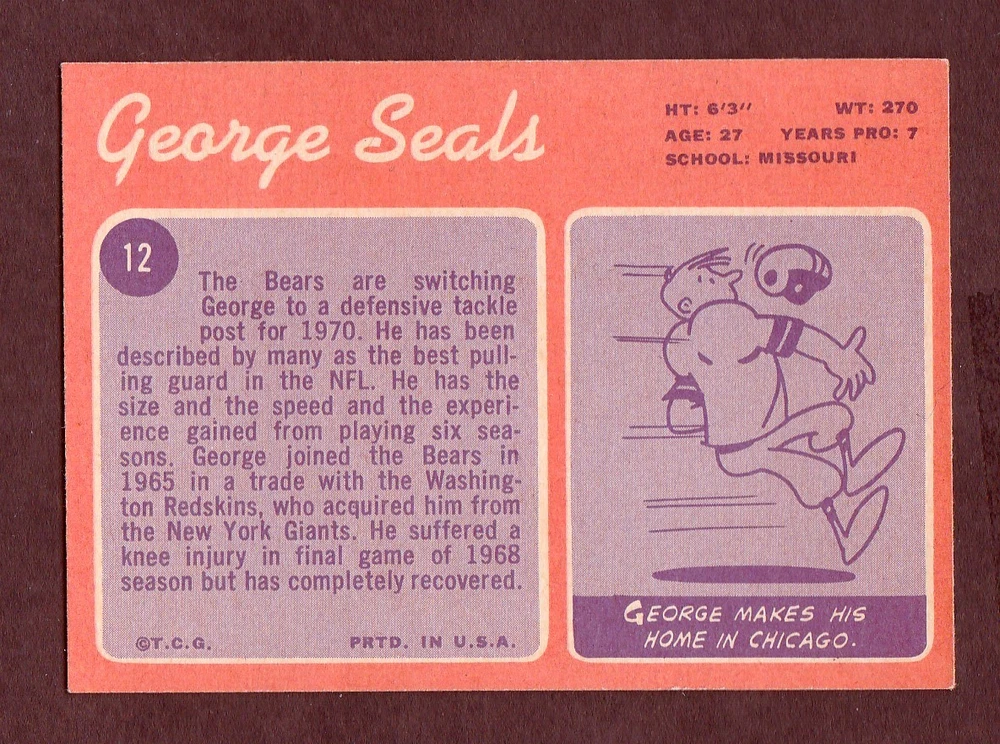 George Seals
HT: 6'3" WT: 270
AGE: 27 YEARS PRO: 7
SCHOOL: MISSOURI
12
The Bears are switching
George to a defensive tackle
post for 1970. He has been
described by many as the best pull-
ing guard in the NFL. He has the
size and the speed and the experi-
ence gained from playing six sea-
sons. George joined the Bears in
1965 in a trade with the Washing-
ton Redskins, who acquired him from
the New York Giants. He suffered a
knee injury in final game of 1968
season but has completely recovered.
©T.C.G. PRTD. IN U.S.A.
GEORGE MAKES HIS
HOME IN CHICAGO.